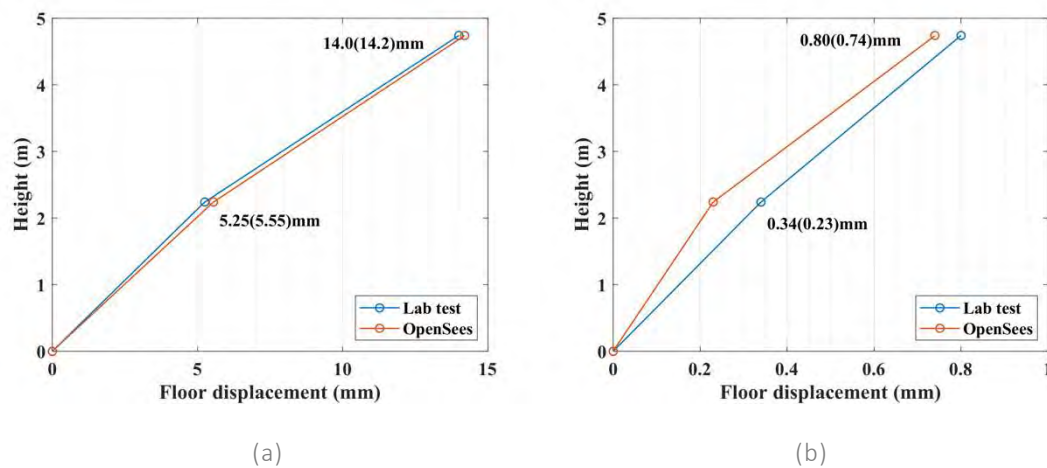 5
4
3
2
1
0
Height (m)
14.0(14.2)mm
5.25(5.55)mm
Lab test
OpenSees
0
5
10
15
Floor displacement (mm)
(a)
5
4
3
2
1
0
Height (m)
0.80(0.74)mm
0.34(0.23)mm
Lab test
OpenSees
0
0.2
0.4
0.6
0.8
1
Floor displacement (mm)
(b)